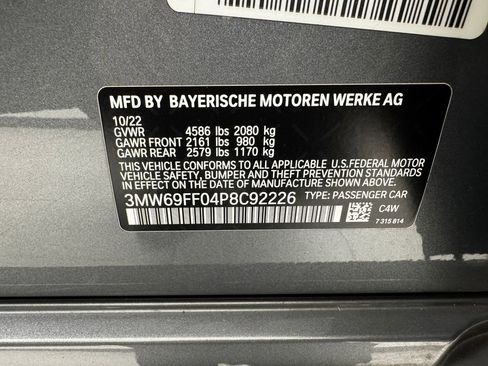 MFD BY BAYERISCHE MOTOREN WERKE AG
10/22
GVWR 4586 lbs 2080 kg
GAWR FRONT 2161 lbs 980 kg
GAWR REAR 2579 lbs 1170 kg
THIS VEHICLE CONFORMS TO ALL APPLICABLE U.S.FEDERAL MOTOR
VEHICLE SAFETY, BUMPER AND THEFT PREVENTION STANDARDS
IN EFFECT ON THE DATE OF MANUFACTURE SHOWN ABOVE.
3MW69FF04P8C92226 TYPE: PASSENGER CAR
C4W
7 315 814